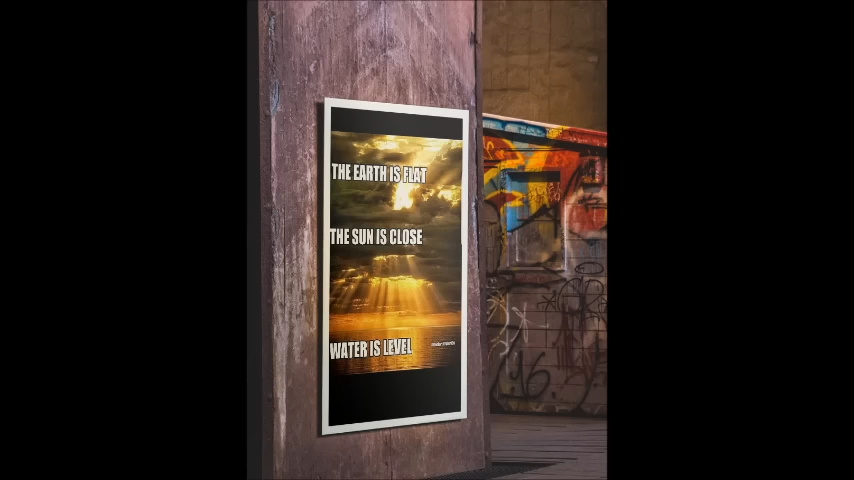 THE EARTH IS FLAT
THE SUN IS CLOSE
WATER IS LEVEL